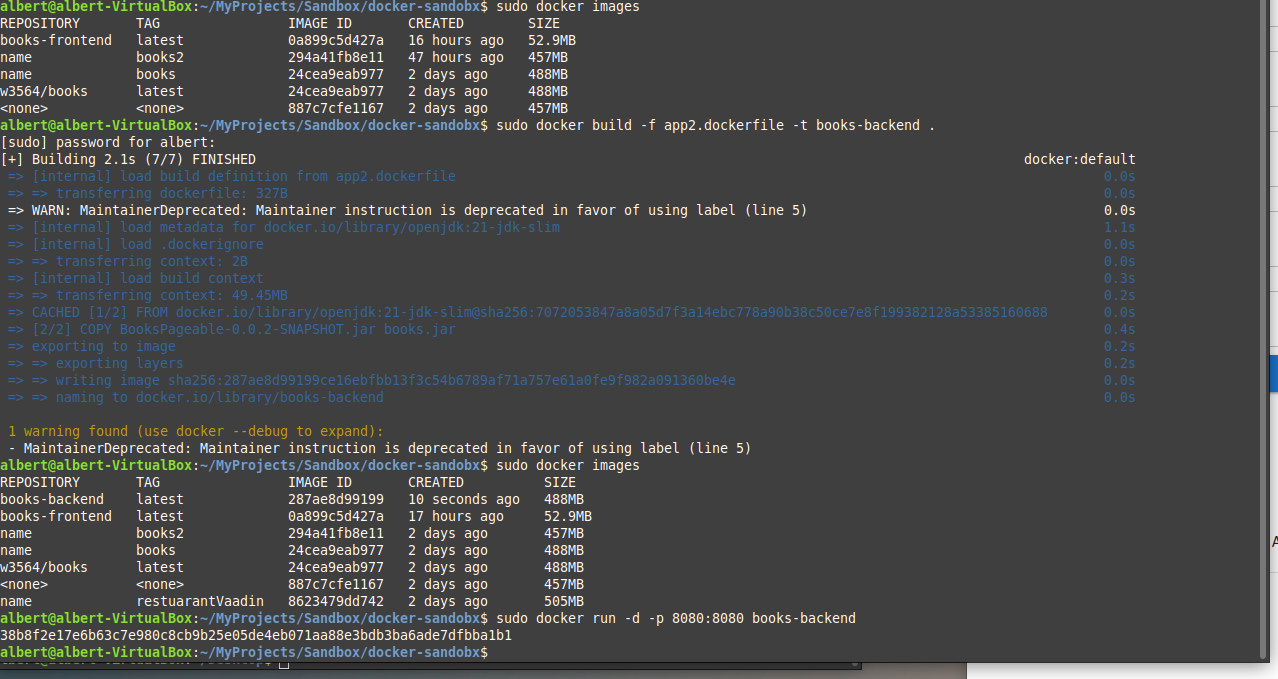 albert@albert-VirtualBox:~/MyProjects/Sandbox/docker-sandobx$ sudo docker images
REPOSITORY       TAG                IMAGE ID       CREATED        SIZE
books-frontend   latest             0a899c5d427a   16 hours ago   52.9MB
name             books2             294a41fb8e11   47 hours ago   457MB
name             books              24cea9eab977   2 days ago     488MB
w3564/books      latest             24cea9eab977   2 days ago     488MB
<none>           <none>             887c7cfe1167   2 days ago     457MB
albert@albert-VirtualBox:~/MyProjects/Sandbox/docker-sandobx$ sudo docker build -f app2.dockerfile -t books-backend .
[sudo] password for albert:
[+] Building 2.1s (7/7) FINISHED docker:default
=> [internal] load build definition from app2.dockerfile 0.0s
=> => transferring dockerfile: 327B 0.0s
=> WARN: MaintainerDeprecated: Maintainer instruction is deprecated in favor of using label (line 5) 0.0s
=> [internal] load metadata for docker.io/library/openjdk:21-jdk-slim 1.1s
=> [internal] load .dockerignore 0.0s
=> => transferring context: 2B 0.0s
=> [internal] load build context 0.3s
=> => transferring context: 49.45MB 0.2s
=> CACHED [1/2] FROM docker.io/library/openjdk:21-jdk-slim@sha256:7072053847a8a05d7f3a14ebc778a90b38c50ce7e8f199382128a53385160688 0.0s
=> [2/2] COPY BooksPageable-0.0.2-SNAPSHOT.jar books.jar 0.4s
=> exporting to image 0.2s
=> => exporting layers 0.2s
=> => writing image sha256:287ae8d99199ce16ebfbb13f3c54b6789af71a757e61a0fe9f982a091360be4e 0.0s
=> => naming to docker.io/library/books-backend 0.0s
1 warning found (use docker --debug to expand):
- MaintainerDeprecated: Maintainer instruction is deprecated in favor of using label (line 5)
albert@albert-VirtualBox:~/MyProjects/Sandbox/docker-sandobx$ sudo docker images
REPOSITORY       TAG                IMAGE ID       CREATED          SIZE
books-backend    latest             287ae8d99199   10 seconds ago   488MB
books-frontend   latest             0a899c5d427a   17 hours ago     52.9MB
name             books2             294a41fb8e11   2 days ago       457MB
name             books              24cea9eab977   2 days ago       488MB
w3564/books      latest             24cea9eab977   2 days ago       488MB
<none>           <none>             887c7cfe1167   2 days ago       457MB
name             restuarantVaadin   8623479dd742   2 days ago       505MB
albert@albert-VirtualBox:~/MyProjects/Sandbox/docker-sandobx$ sudo docker run -d -p 8080:8080 books-backend
38b8f2e17e6b63c7e980c8cb9b25e05de4eb071aa88e3bdb3ba6ade7dfbba1b1
albert@albert-VirtualBox:~/MyProjects/Sandbox/docker-sandobx$